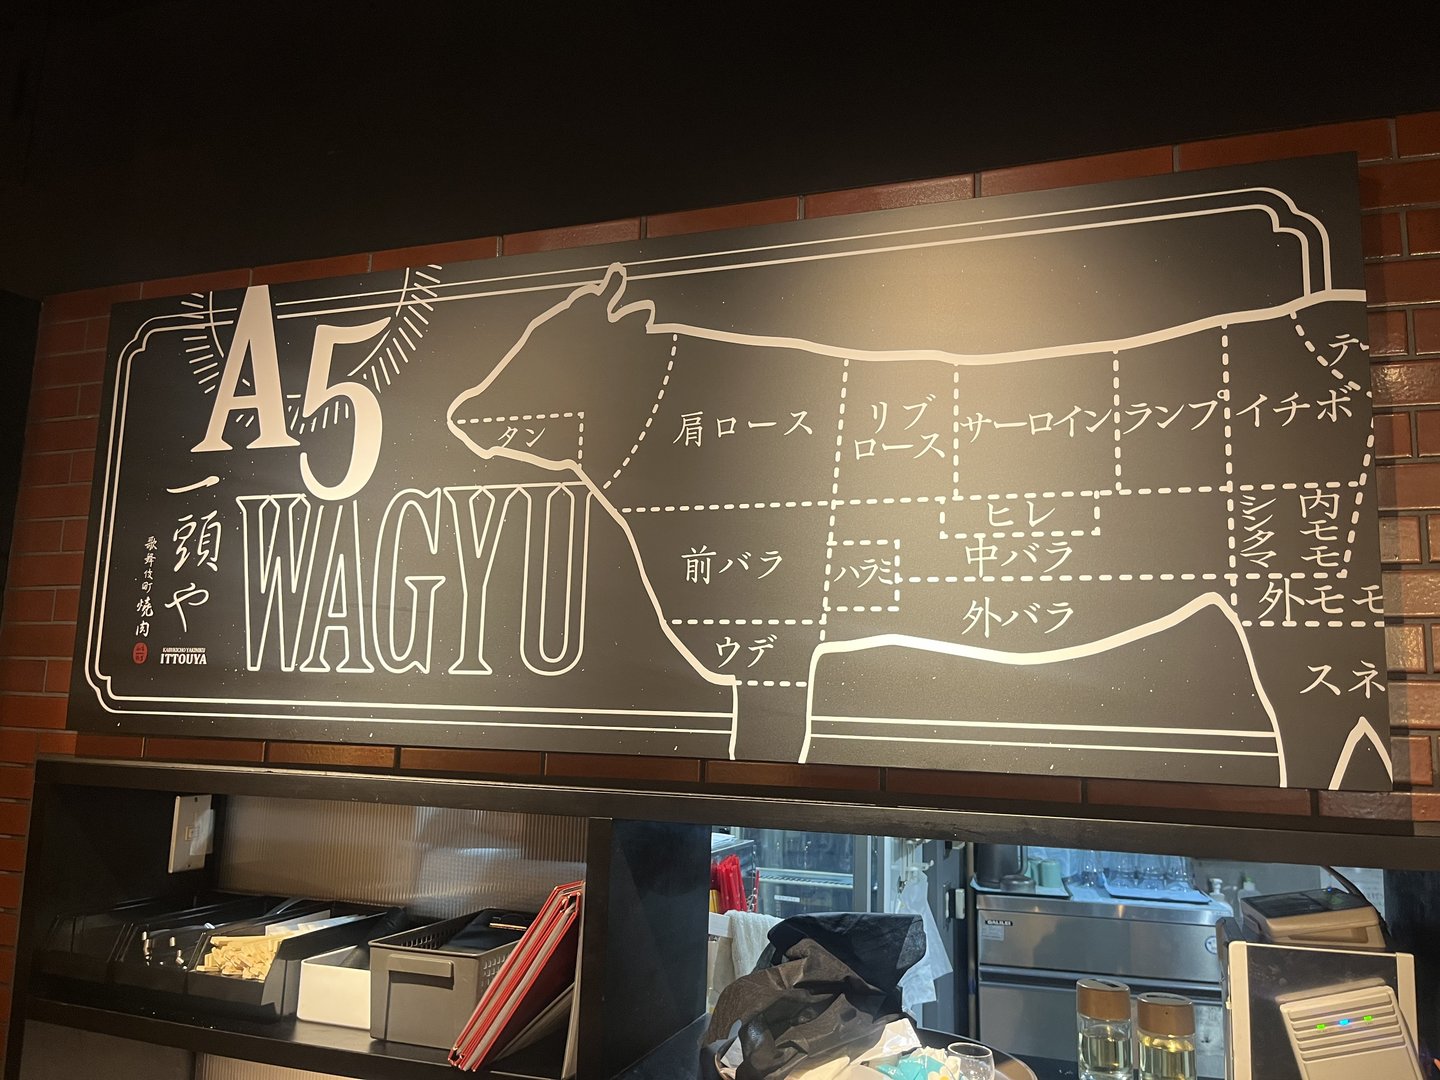 A5
WAGYU
一頭や
歌舞伎町 焼肉
KABUKICHO YAKINIKU
ITTOUYA
タン
肩ロース
リブ
ロース
サーロイン
ランプ
イチボ
テー
ヒレ
シンタマ
内モモ
前バラ
ハラミ
中バラ
外バラ
外モモ
ウデ
スネ
GALILEI